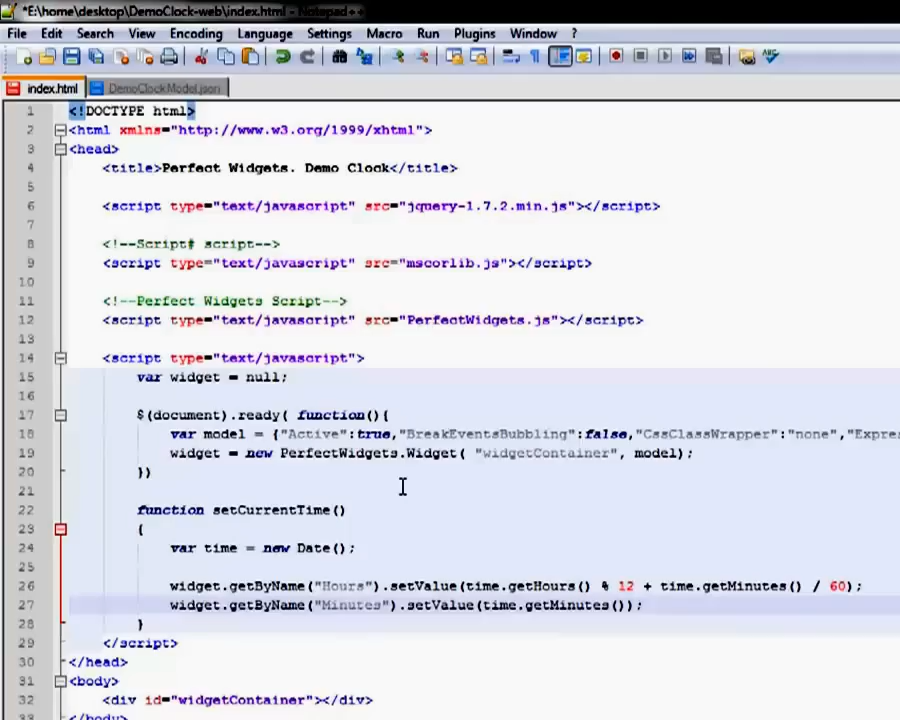 *E:\home\desktop\DemoClock-web\index.html - Notepad++
File Edit Search View Encoding Language Settings Macro Run Plugins Window ?
index.html DemoClockModel.json
1 <!DOCTYPE html>
2 <html xmlns="http://www.w3.org/1999/xhtml">
3 <head>
4 <title>Perfect Widgets. Demo Clock</title>
5
6 <script type="text/javascript" src="jquery-1.7.2.min.js"></script>
7
8 <!--Script# script-->
9 <script type="text/javascript" src="mscorlib.js"></script>
10
11 <!--Perfect Widgets Script-->
12 <script type="text/javascript" src="PerfectWidgets.js"></script>
13
14 <script type="text/javascript">
15 var widget = null;
16
17 $(document).ready( function(){
18 var model = {"Active":true,"BreakEventsBubbling":false,"CssClassWrapper":"none","Expres
19 widget = new PerfectWidgets.Widget( "widgetContainer", model);
20 })
21
22 function setCurrentTime()
23 {
24 var time = new Date();
25
26 widget.getByName("Hours").setValue(time.getHours() % 12 + time.getMinutes() / 60);
27 widget.getByName("Minutes").setValue(time.getMinutes());
28 }
29 </script>
30 </head>
31 <body>
32 <div id="widgetContainer"></div>
33 </body>